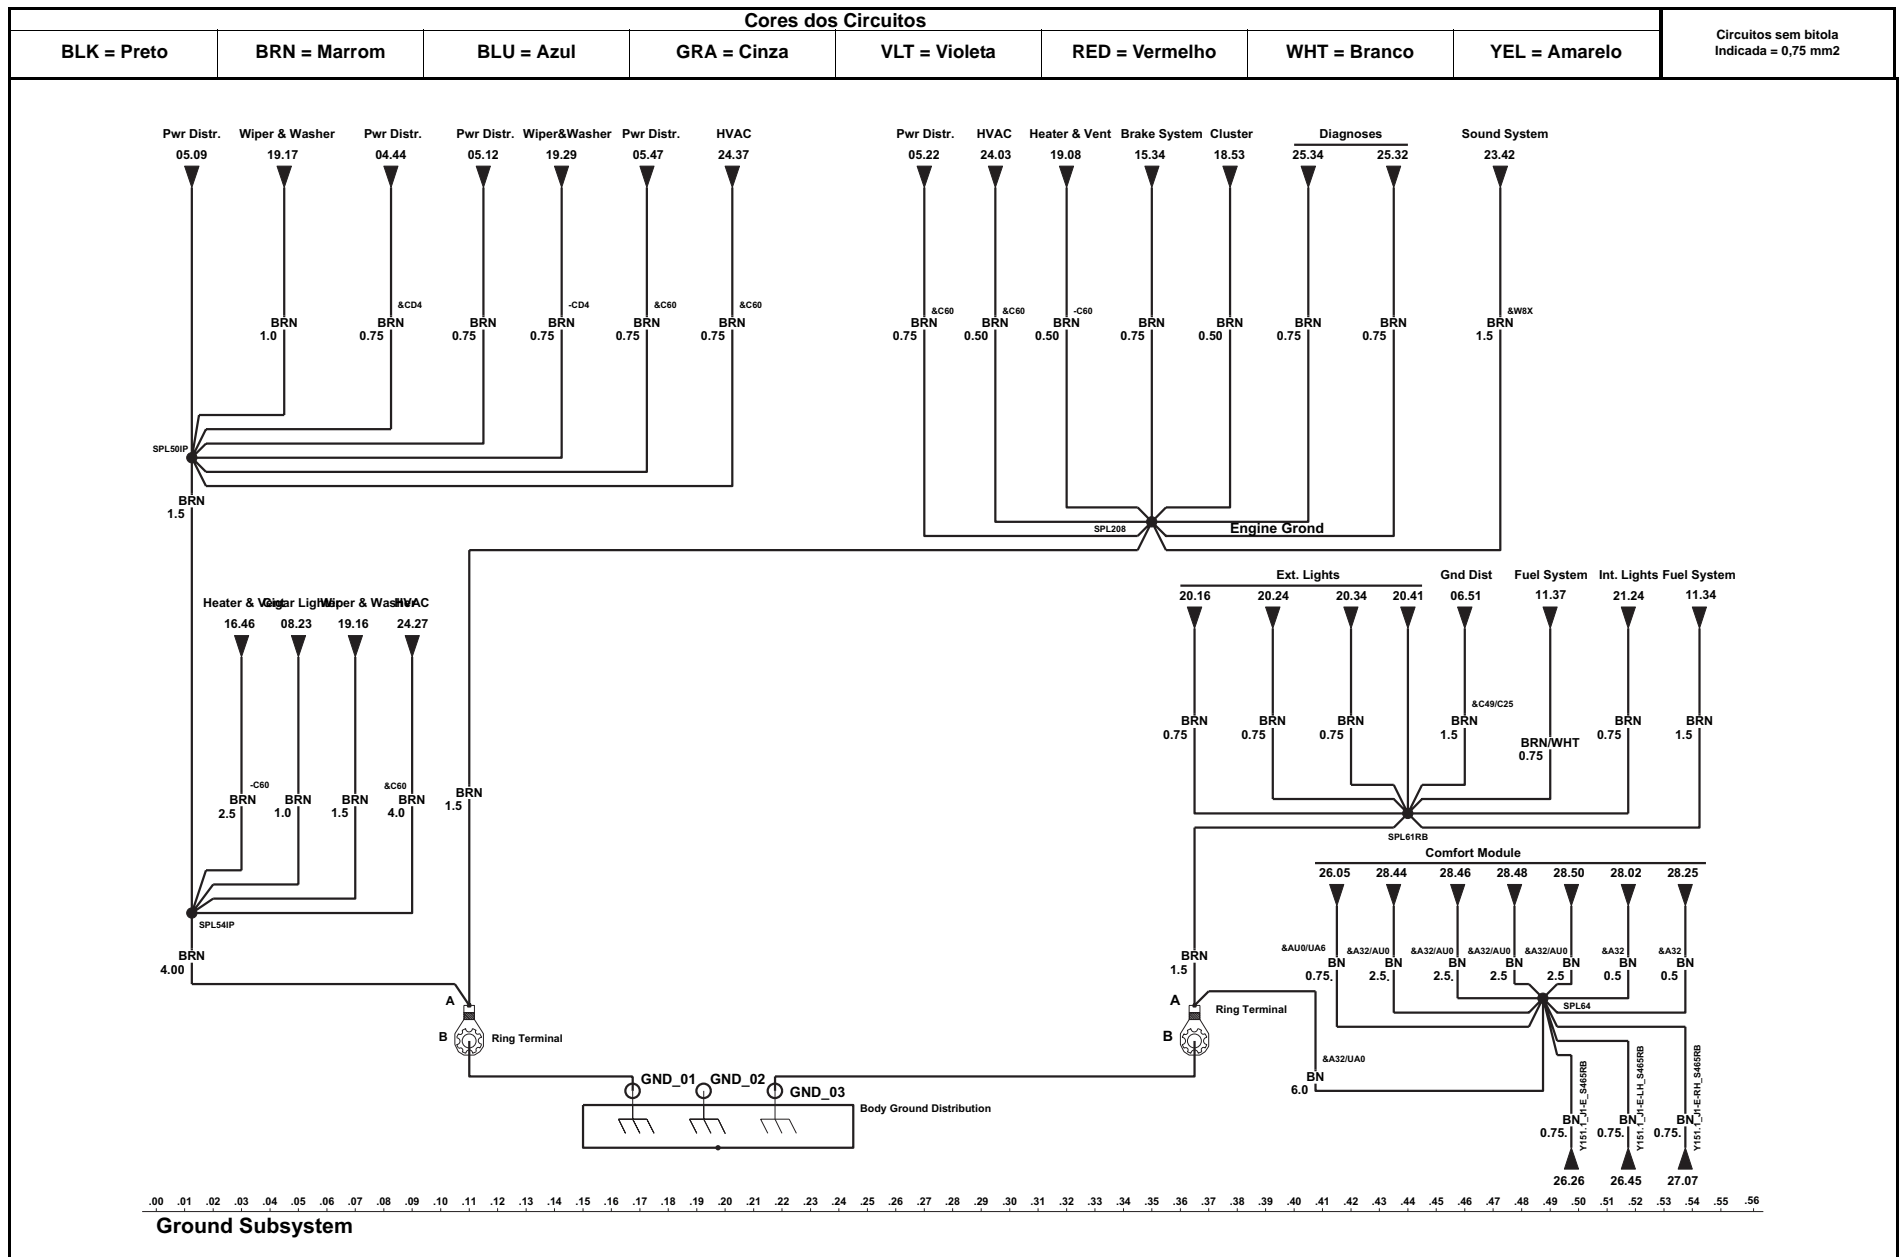 Cores dos Circuitos
BLK = Preto BRN = Marrom BLU = Azul GRA = Cinza VLT = Violeta RED = Vermelho WHT = Branco YEL = Amarelo
Circuitos sem bitola
Indicada = 0,75 mm2
Pwr Distr. Wiper & Washer Pwr Distr. Pwr Distr. Wiper&Washer Pwr Distr. HVAC
05.09 19.17 04.44 05.12 19.29 05.47 24.37
&CD4 -CD4 &C60 &C60
BRN BRN BRN BRN BRN BRN
1.0 0.75 0.75 0.75 0.75 0.75
SPL50IP
BRN
1.5
Pwr Distr. HVAC Heater & Vent Brake System Cluster Diagnoses Sound System
05.22 24.03 19.08 15.34 18.53 25.34 25.32 23.42
&C60 &C60 -C60 &W8X
BRN BRN BRN BRN BRN BRN BRN BRN
0.75 0.50 0.50 0.75 0.50 0.75 0.75 1.5
SPL208
Engine Grond
Heater & Vent Cigar Lighter Wiper & Washer HVAC
16.46 08.23 19.16 24.27
-C60 &C60
BRN BRN BRN BRN
2.5 1.0 1.5 4.0
BRN
1.5
SPL54IP
BRN
4.00
A
B
Ring Terminal
Ext. Lights Gnd Dist Fuel System Int. Lights Fuel System
20.16 20.24 20.34 20.41 06.51 11.37 21.24 11.34
&C49/C25
BRN BRN BRN BRN BRN/WHT BRN BRN
0.75 0.75 0.75 1.5 0.75 0.75 1.5
SPL61RB
Comfort Module
26.05 28.44 28.46 28.48 28.50 28.02 28.25
&AU0/UA6 &A32/AU0 &A32/AU0 &A32/AU0 &A32/AU0 &A32 &A32
BN BN BN BN BN BN BN
0.75. 2.5. 2.5. 2.5 2.5 0.5 0.5
SPL64
BRN
1.5
A
B
Ring Terminal
&A32/UA0
BN
6.0
Y151.1_J1-E_S465RB Y151.1_J1-E-LH_S465RB Y151.1_J1-E-RH_S465RB
BN BN BN
0.75. 0.75. 0.75.
26.26 26.45 27.07
GND_01 GND_02 GND_03
Body Ground Distribution
.00 .01 .02 .03 .04 .05 .06 .07 .08 .09 .10 .11 .12 .13 .14 .15 .16 .17 .18 .19 .20 .21 .22 .23 .24 .25 .26 .27 .28 .29 .30 .31 .32 .33 .34 .35 .36 .37 .38 .39 .40 .41 .42 .43 .44 .45 .46 .47 .48 .49 .50 .51 .52 .53 .54 .55 .56
Ground Subsystem